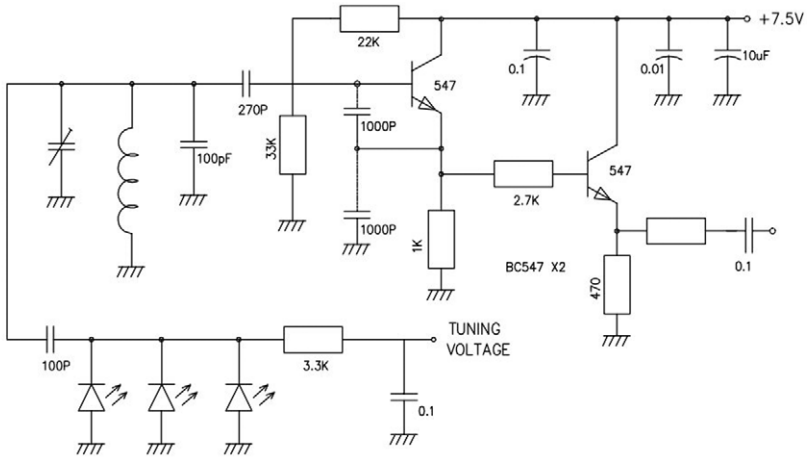 +7.5V
22K
0.1
0.01
10uF
547
270P
1000P
100pF
33K
547
2.7K
1000P
1K
BC547 X2
470
0.1
TUNING
VOLTAGE
100P
3.3K
0.1